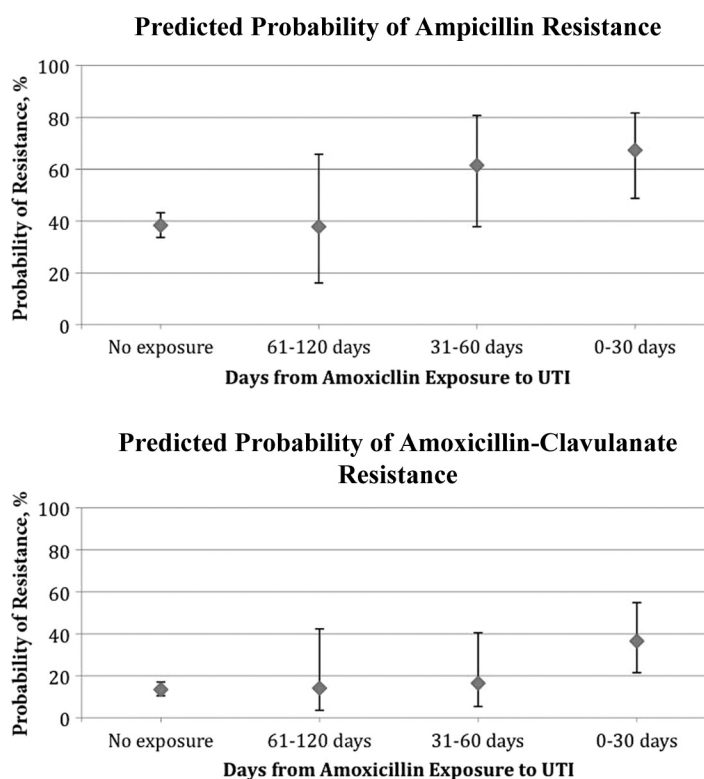 Predicted Probability of Ampicillin Resistance
Probability of Resistance, %
100
80
60
40
20
0
No exposure
61-120 days
31-60 days
0-30 days
Days from Amoxicllin Exposure to UTI
Predicted Probability of Amoxicillin-Clavulanate
Resistance
Probability of Resistance, %
100
80
60
40
20
0
No exposure
61-120 days
31-60 days
0-30 days
Days from Amoxicllin Exposure to UTI